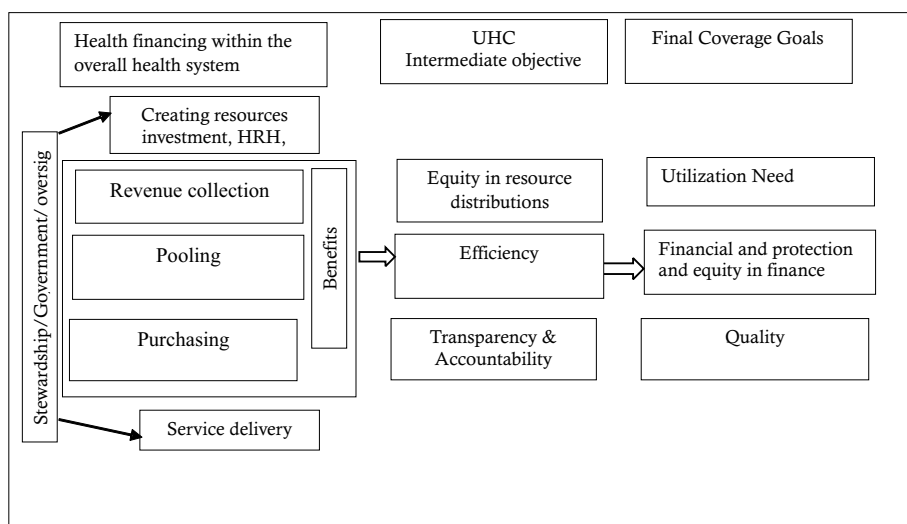 Health financing within the
overall health system
UHC
Intermediate objective
Final Coverage Goals
Creating resources
investment, HRH,
Stewardship/Government/ oversig
Revenue collection
Pooling
Purchasing
Benefits
Equity in resource
distributions
Efficiency
Transparency &
Accountability
Utilization Need
Financial and protection
and equity in finance
Quality
Service delivery